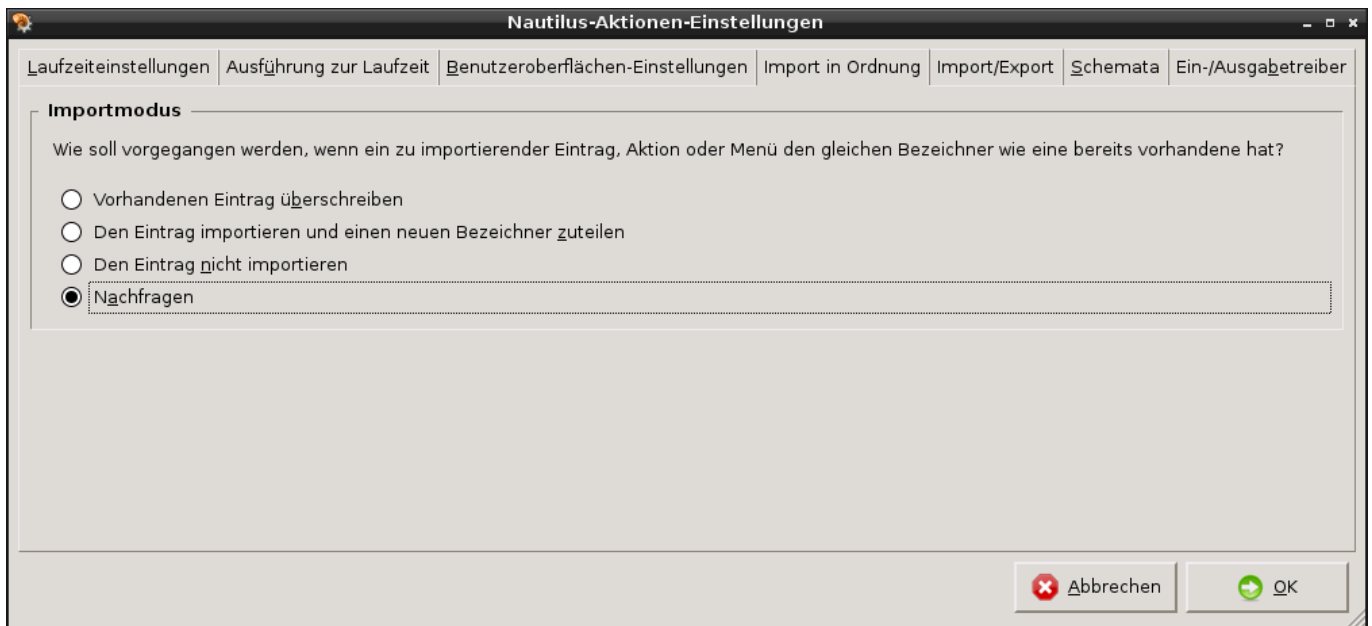 Nautilus-Aktionen-Einstellungen
Laufzeiteinstellungen Ausführung zur Laufzeit Benutzeroberflächen-Einstellungen Import in Ordnung Import/Export Schemata Ein-/Ausgabetreiber
Importmodus
Wie soll vorgegangen werden, wenn ein zu importierender Eintrag, Aktion oder Menü den gleichen Bezeichner wie eine bereits vorhandene hat?
Vorhandenen Eintrag überschreiben
Den Eintrag importieren und einen neuen Bezeichner zuteilen
Den Eintrag nicht importieren
Nachfragen
Abbrechen OK